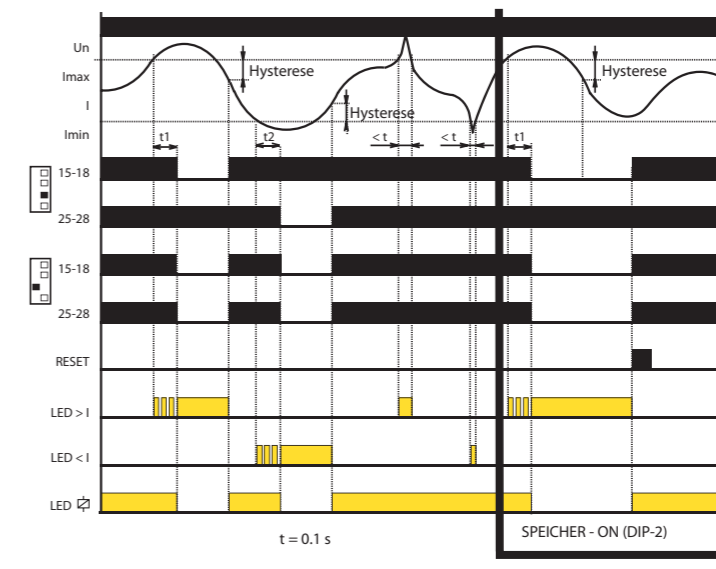 Un
Imax
I
Imin
Hysterese
Hysterese
Hysterese
t1
t2
< t
< t
t1
15-18
25-28
15-18
25-28
RESET
LED > I
LED < I
LED
t = 0.1 s
SPEICHER - ON (DIP-2)